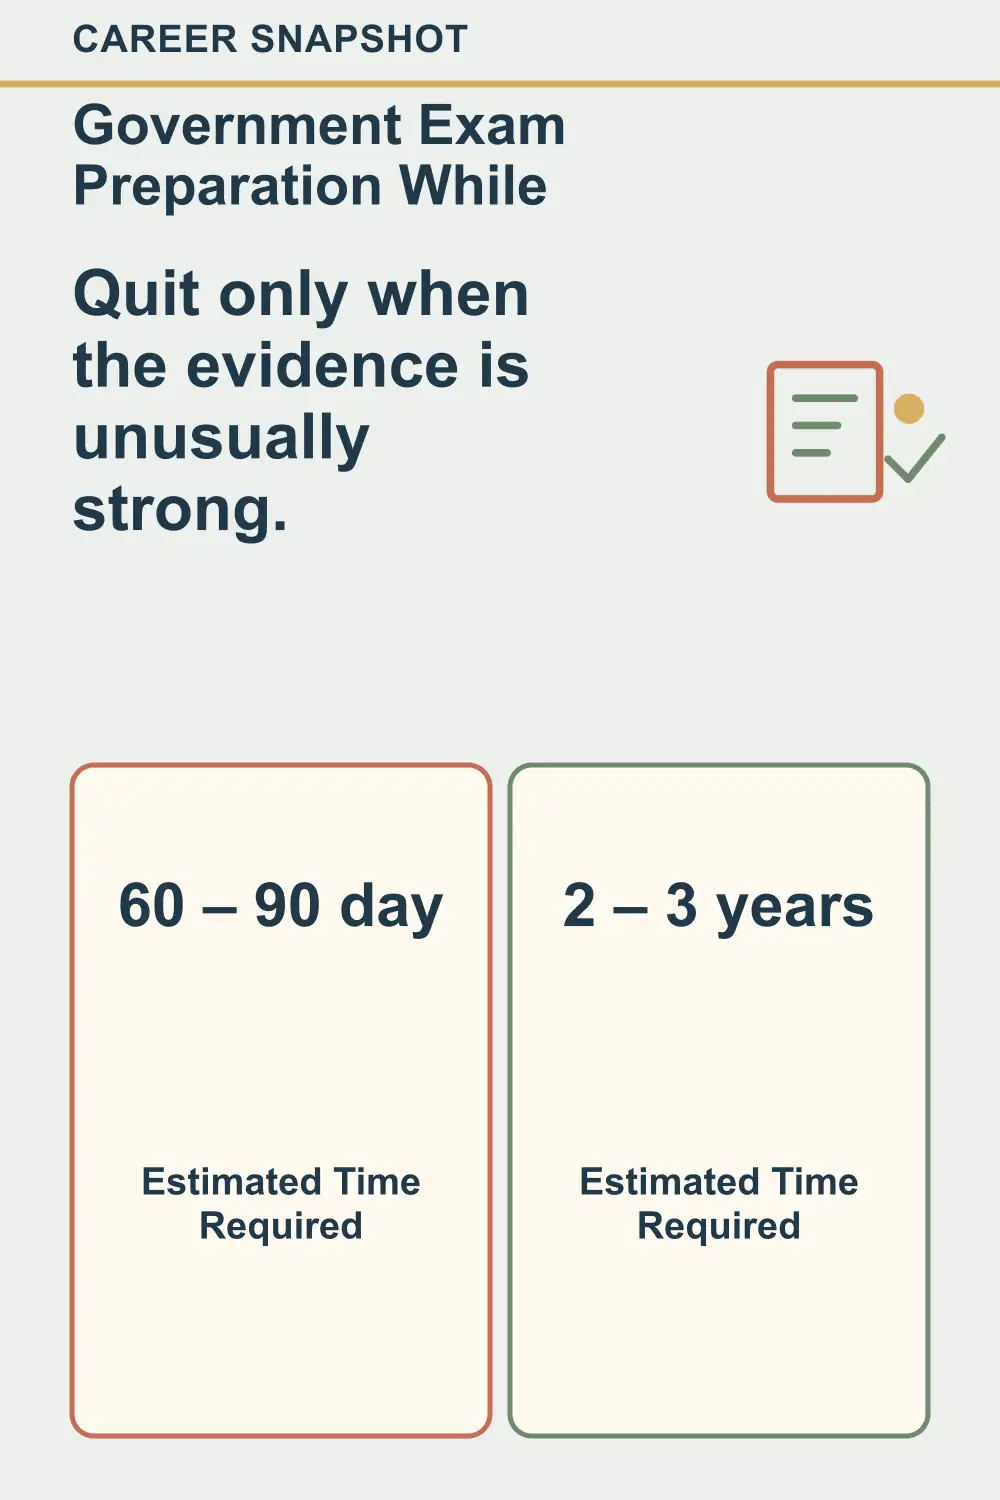 CAREER SNAPSHOT
Government Exam
Preparation While
Quit only when
the evidence is
unusually
strong.
60 – 90 day
Estimated Time
Required
2 – 3 years
Estimated Time
Required